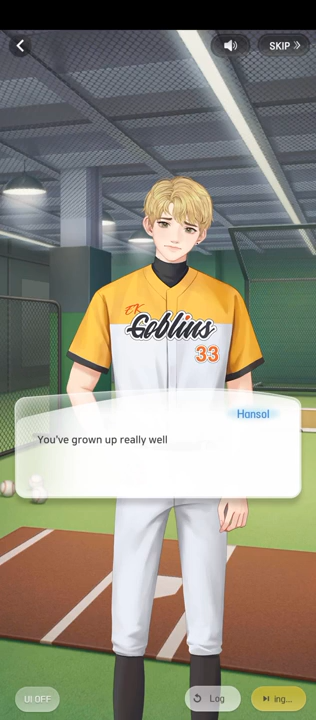 SKIP
EK
Goblins
33
Hansol
You've grown up really well
UI OFF
Log
ing...